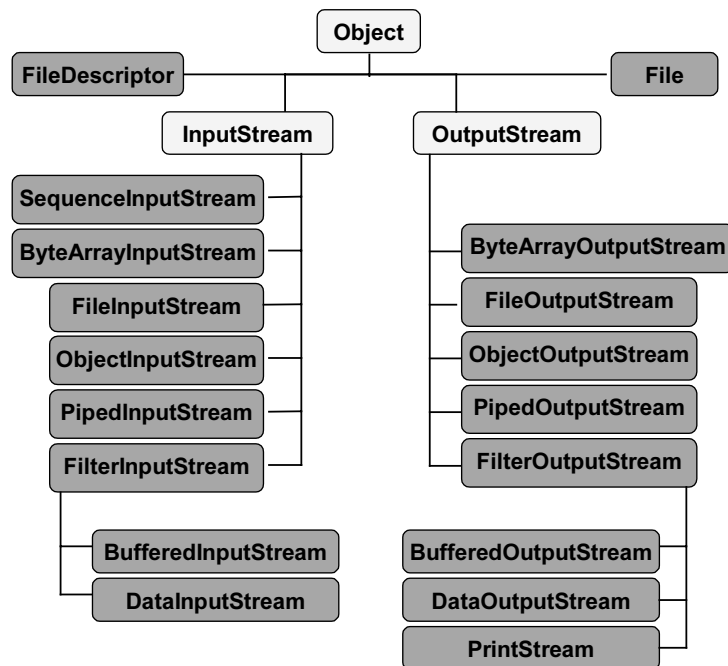 Object
FileDescriptor
File
InputStream
OutputStream
SequenceInputStream
ByteArrayInputStream
FileInputStream
ObjectInputStream
PipedInputStream
FilterInputStream
BufferedInputStream
DataInputStream
ByteArrayOutputStream
FileOutputStream
ObjectOutputStream
PipedOutputStream
FilterOutputStream
BufferedOutputStream
DataOutputStream
PrintStream